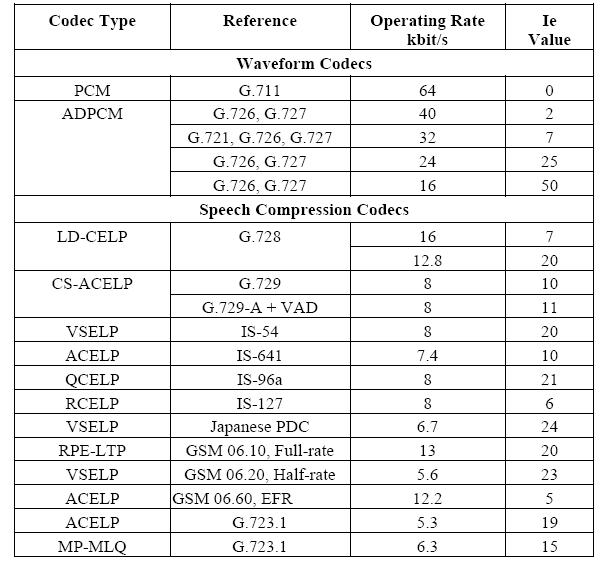 Codec Type Reference Operating Rate kbit/s Ie Value
Waveform Codecs
PCM G.711 64 0
ADPCM G.726, G.727 40 2
G.721, G.726, G.727 32 7
G.726, G.727 24 25
G.726, G.727 16 50
Speech Compression Codecs
LD-CELP G.728 16 7
12.8 20
CS-ACELP G.729 8 10
G.729-A + VAD 8 11
VSELP IS-54 8 20
ACELP IS-641 7.4 10
QCELP IS-96a 8 21
RCELP IS-127 8 6
VSELP Japanese PDC 6.7 24
RPE-LTP GSM 06.10, Full-rate 13 20
VSELP GSM 06.20, Half-rate 5.6 23
ACELP GSM 06.60, EFR 12.2 5
ACELP G.723.1 5.3 19
MP-MLQ G.723.1 6.3 15